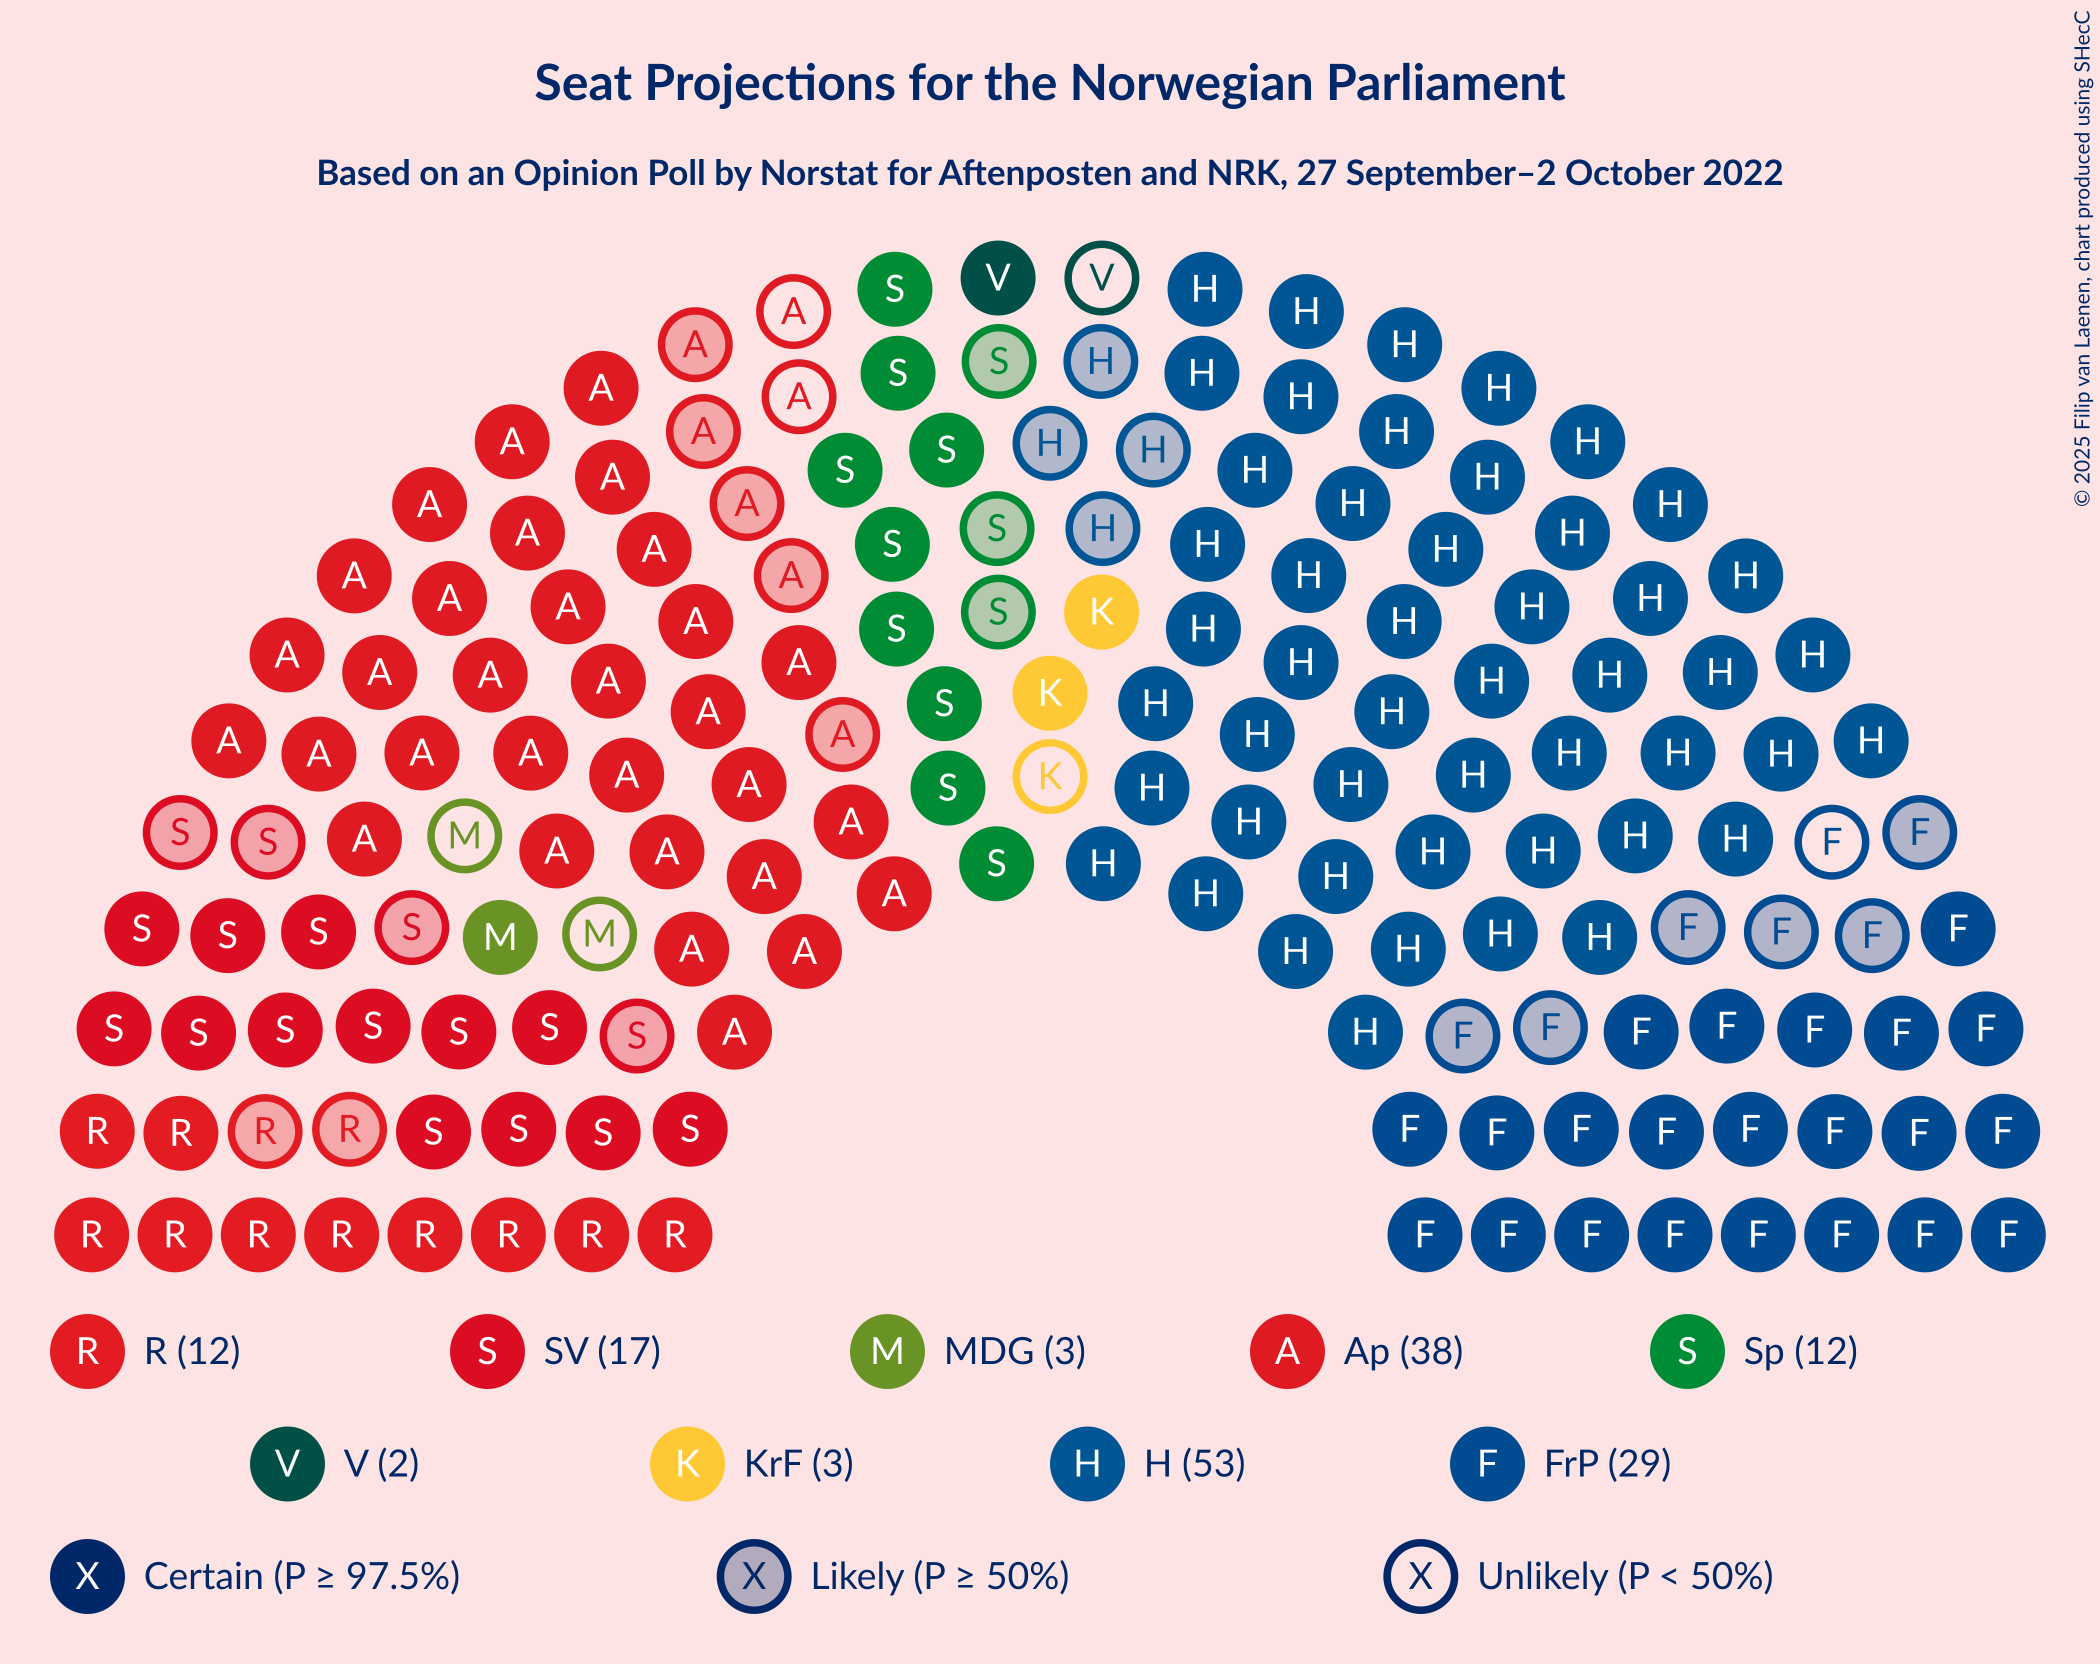 Seat Projections for the Norwegian Parliament
Based on an Opinion Poll by Norstat for Aftenposten and NRK, 27 September–2 October 2022
© 2025 Filip van Laenen, chart produced using SHecC
S V V H H
A A S S H H H H H
A A A S S H H H H H H
A A A A S S H H H H H H
A A A A A S S K H H H H H H
A A A A A A S K H H H H H H H
A A A A A A A S K H H H H H H H H
S S A M A A A A S H H H H H H H F F
S S S S M M A A A H H H H H F F F F
S S S S S S S A H F F F F F F F
R R R R S S S S F F F F F F F F
R R R R R R R R F F F F F F F F
R R (12) S SV (17) M MDG (3) A Ap (38) S Sp (12)
V V (2) K KrF (3) H H (53) F FrP (29)
X Certain (P ≥ 97.5%) X Likely (P ≥ 50%) X Unlikely (P < 50%)